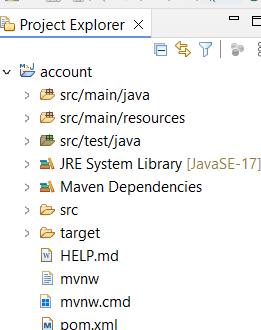 Project Explorer
account
src/main/java
src/main/resources
src/test/java
JRE System Library [JavaSE-17]
Maven Dependencies
src
target
HELP.md
mvnw
mvnw.cmd
pom.xml